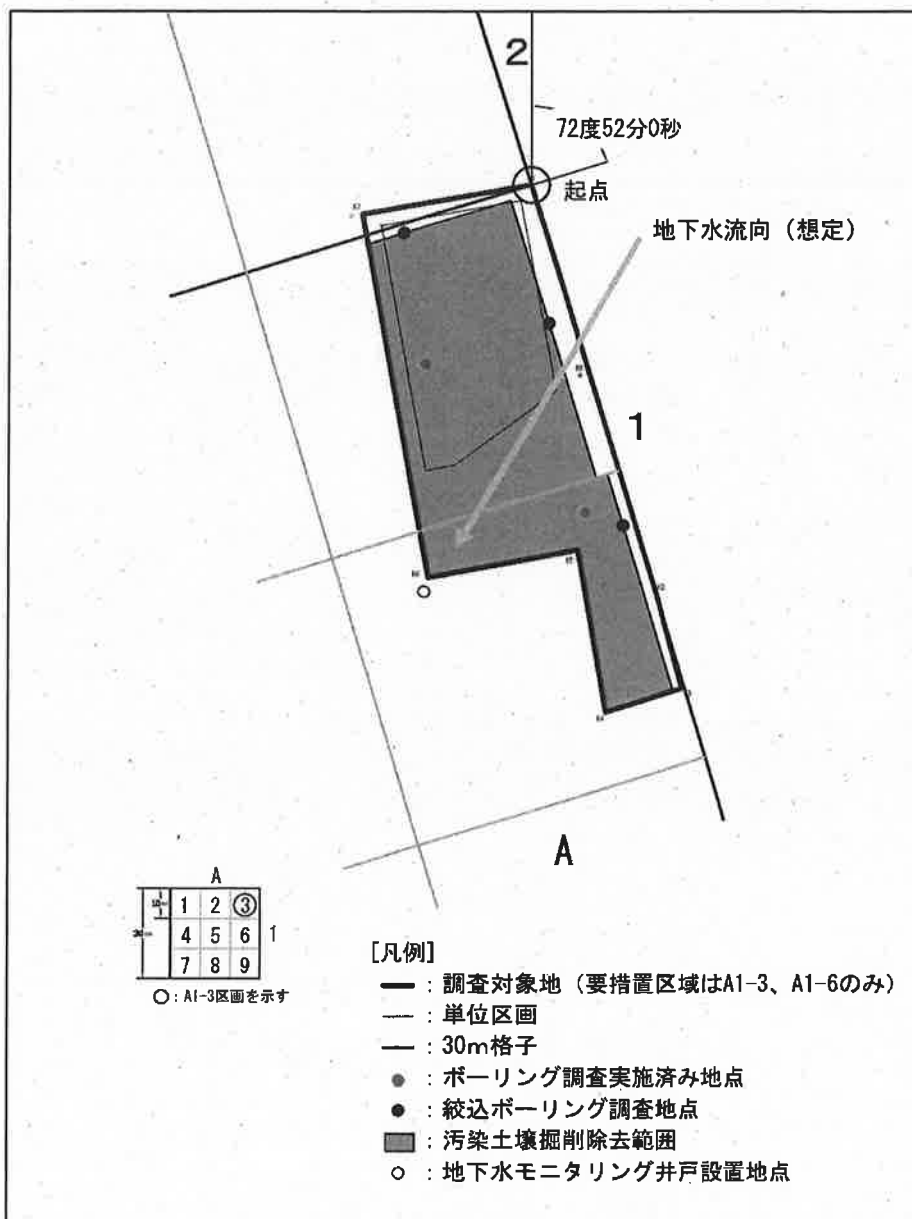 2
72度52分0秒
起点
地下水流向（想定）
1
A
A
1 2 ③
4 5 6 1
7 8 9
○：A1-3区画を示す
[凡例]
：調査対象地（要措置区域はA1-3、A1-6のみ）
：単位区画
：30m格子
：ボーリング調査実施済み地点
：絞込ボーリング調査地点
：汚染土壌掘削除去範囲
：地下水モニタリング井戸設置地点